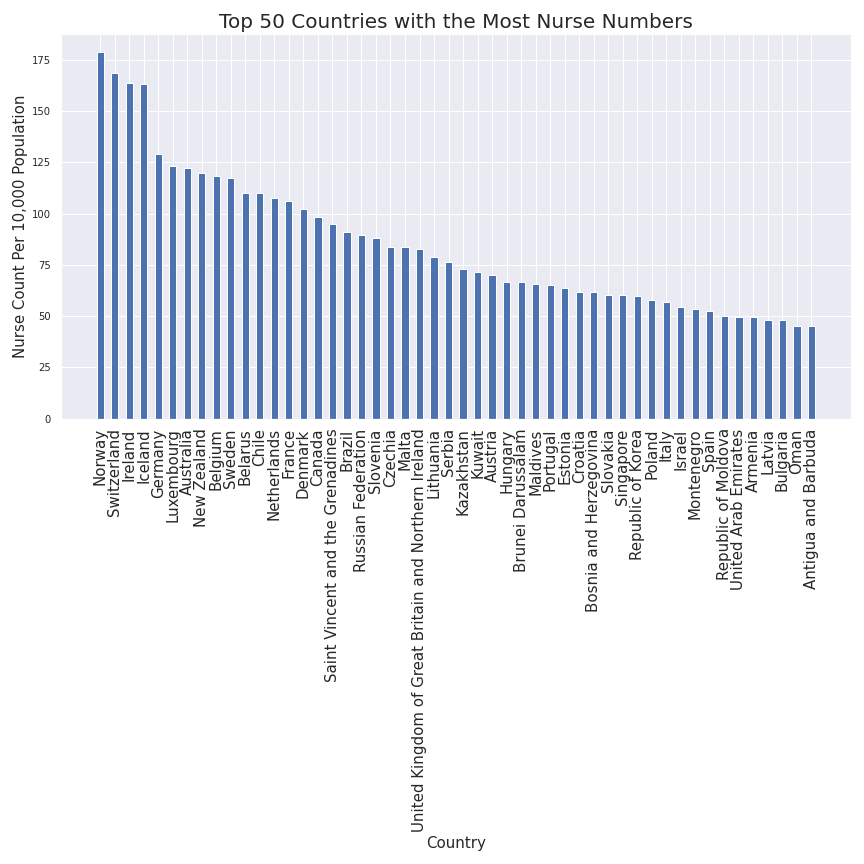 Top 50 Countries with the Most Nurse Numbers
Nurse Count Per 10,000 Population
175
150
125
100
75
50
25
0
Norway
Switzerland
Ireland
Iceland
Germany
Luxembourg
Australia
New Zealand
Belgium
Sweden
Belarus
Chile
Netherlands
France
Denmark
Canada
Saint Vincent and the Grenadines
Brazil
Russian Federation
Slovenia
Czechia
Malta
United Kingdom of Great Britain and Northern Ireland
Lithuania
Serbia
Kazakhstan
Kuwait
Austria
Hungary
Brunei Darussalam
Maldives
Portugal
Estonia
Croatia
Bosnia and Herzegovina
Slovakia
Singapore
Republic of Korea
Poland
Italy
Israel
Montenegro
Spain
Republic of Moldova
United Arab Emirates
Armenia
Latvia
Bulgaria
Oman
Antigua and Barbuda
Country